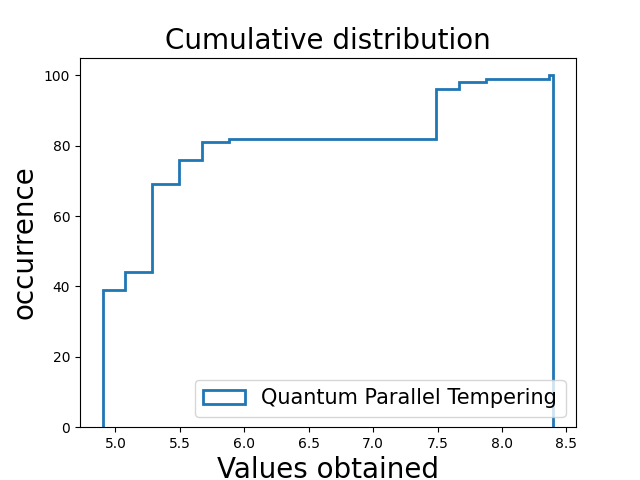 Cumulative distribution
occurrence
100
80
60
40
20
0
Quantum Parallel Tempering
5.0 5.5 6.0 6.5 7.0 7.5 8.0 8.5
Values obtained